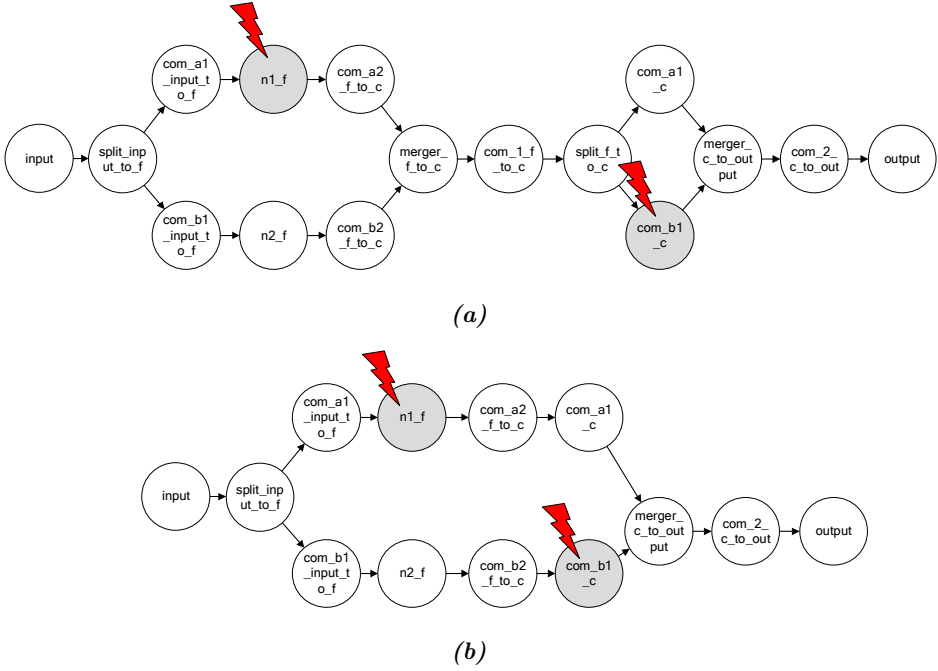 com_a1
_input_t
o_f
n1_f
com_a2
_f_to_c
com_a1
_c
input
split_inp
ut_to_f
merger_
f_to_c
com_1_f
_to_c
split_f_t
o_c
merger_
c_to_out
put
com_2_
c_to_out
output
com_b1
_input_t
o_f
n2_f
com_b2
_f_to_c
com_b1
_c
(a)
com_a1
_input_t
o_f
n1_f
com_a2
_f_to_c
com_a1
_c
input
split_inp
ut_to_f
merger_
c_to_out
put
com_2_
c_to_out
output
com_b1
_input_t
o_f
n2_f
com_b2
_f_to_c
com_b1
_c
(b)